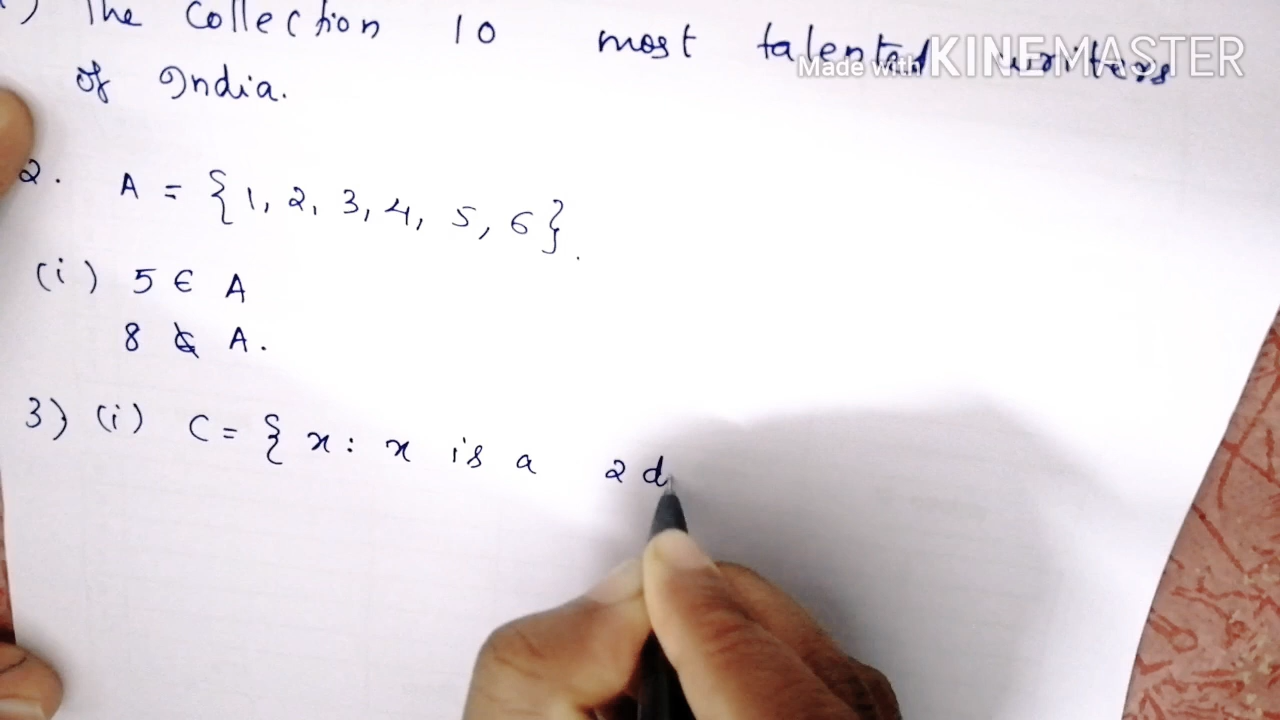 ) The Collection 10 most talented writers
of India.
Made with KINEMASTER
2. A = {1, 2, 3, 4, 5, 6}.
(i) 5 ∈ A
8 ∉ A.
3) (i) C = { x : x is a 2 d